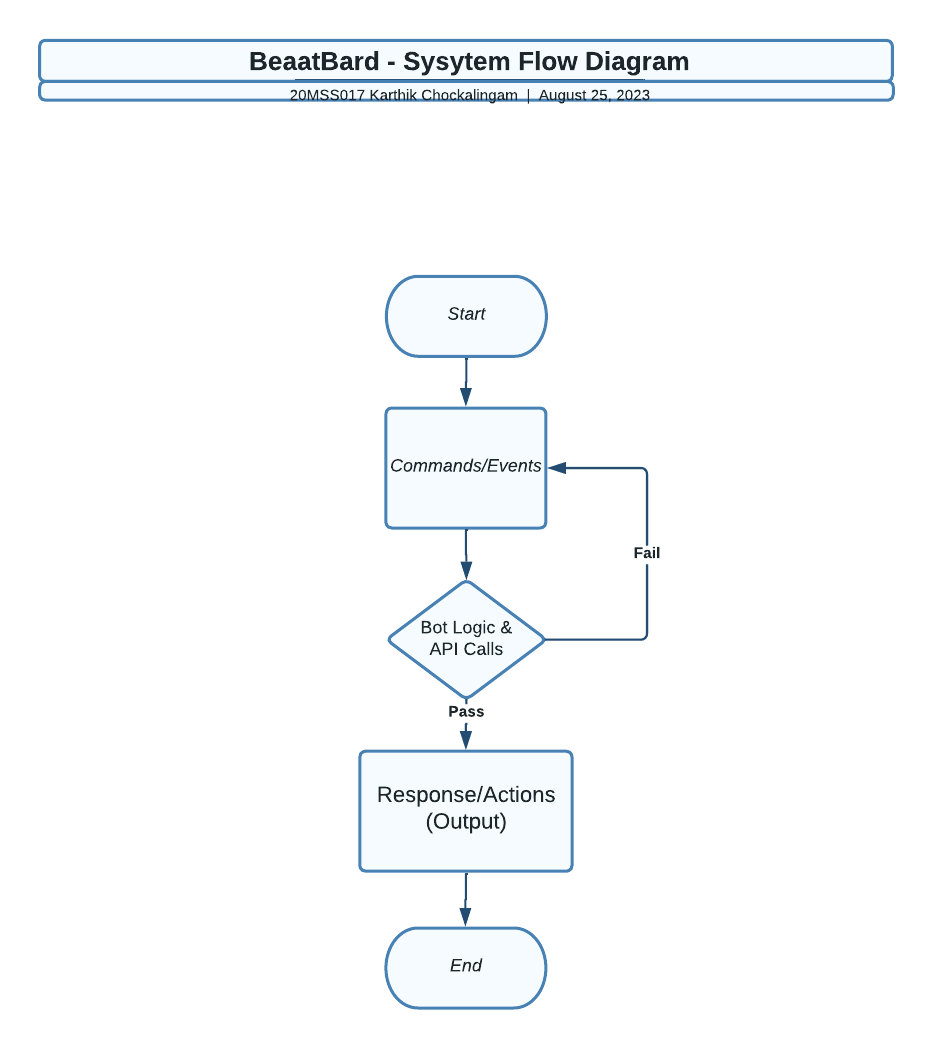 BeaatBard - Sysytem Flow Diagram
20MSS017 Karthik Chockalingam | August 25, 2023
Start
Commands/Events
Fail
Bot Logic &
API Calls
Pass
Response/Actions
(Output)
End